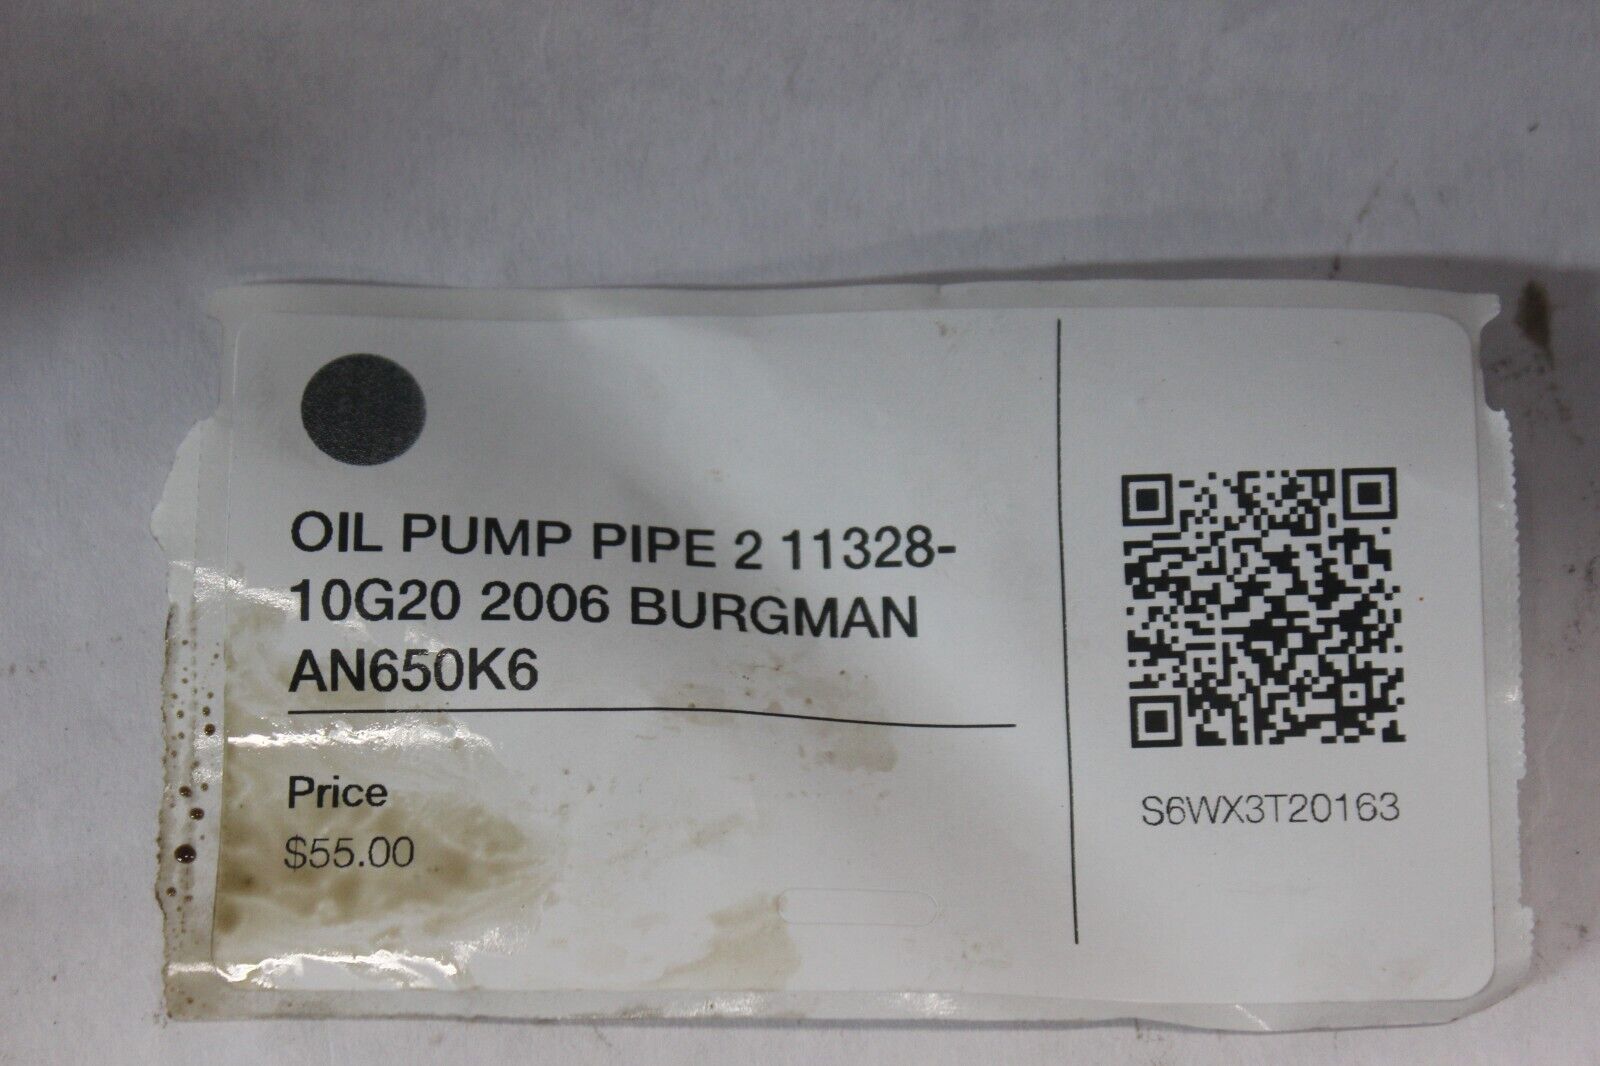 OIL PUMP PIPE 2 11328-
10G20 2006 BURGMAN
AN650K6
Price
$55.00
S6WX3T20163